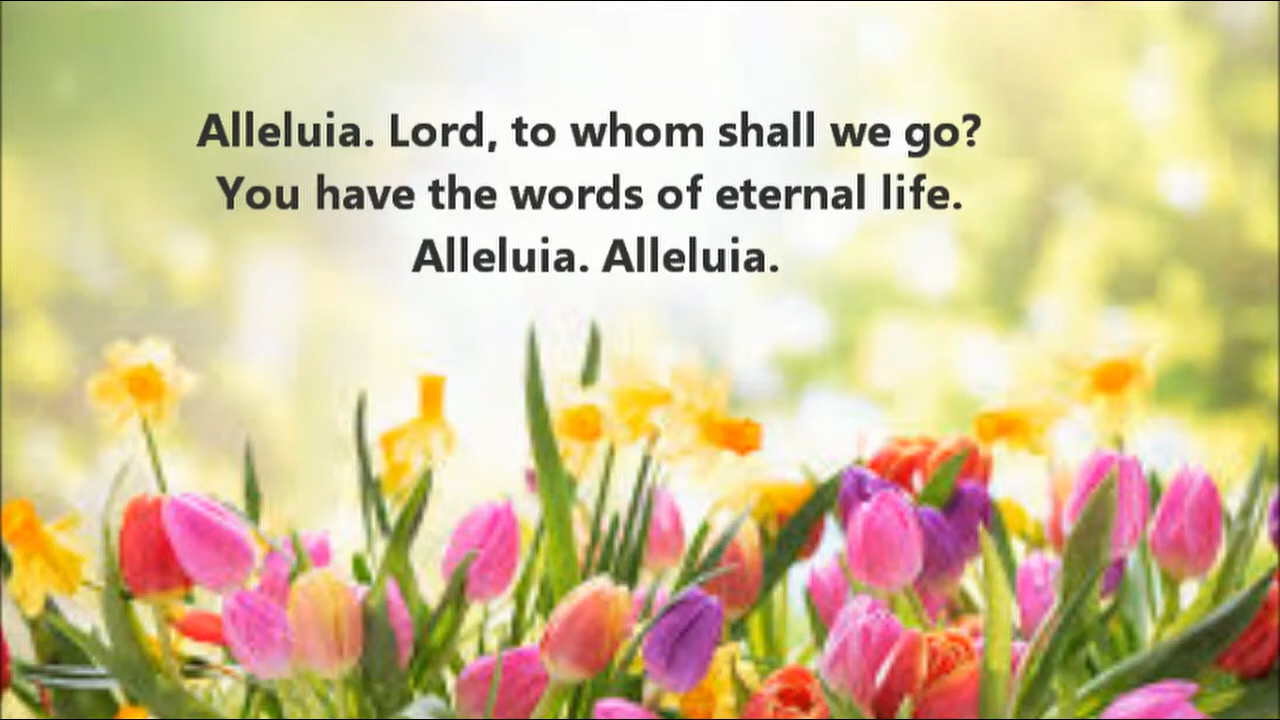 Alleluia. Lord, to whom shall we go?
You have the words of eternal life.
Alleluia. Alleluia.